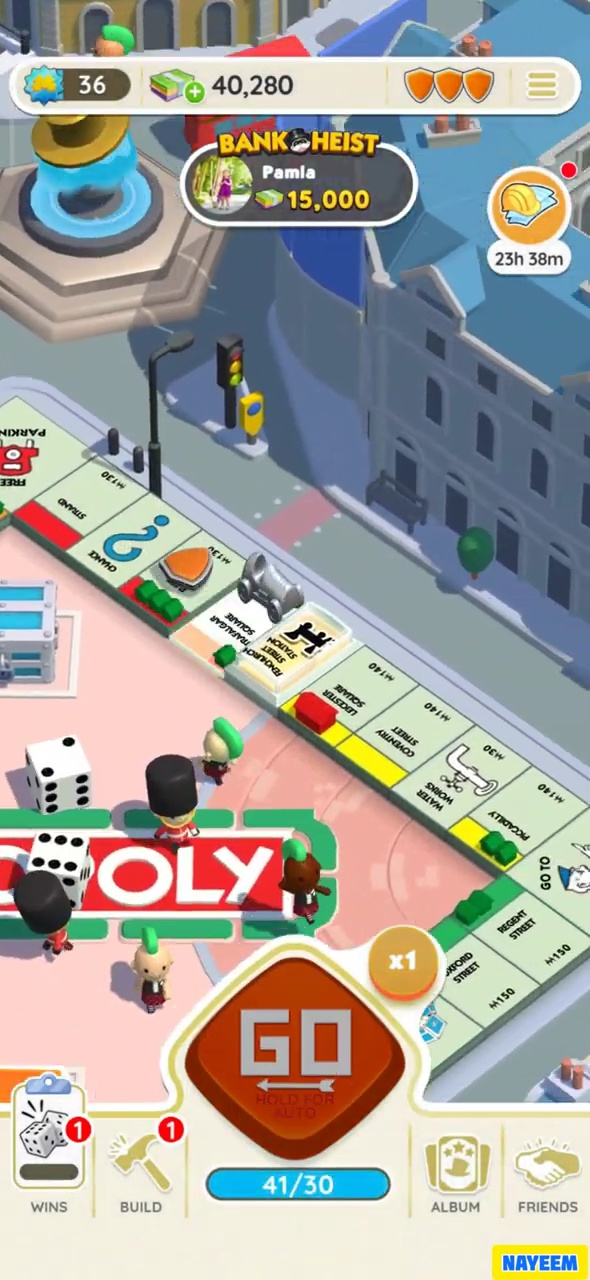 36
40,280
BANK HEIST
Pamla
15,000
23h 38m
FREE
PARKIN
STRAND
M130
CHANCE
M130
TRAFALGAR
SQUARE
FENCHURCH
STREET
STATION
LEICESTER
SQUARE
M140
COVENTRY
STREET
M140
WATER
WORKS
M30
PICCADILLY
M140
GO TO
REGENT
STREET
M150
OXFORD
STREET
M150
OPOLY
x1
GO
HOLD FOR
AUTO
1
1
WINS
BUILD
41/30
ALBUM
FRIENDS
NAYEEM